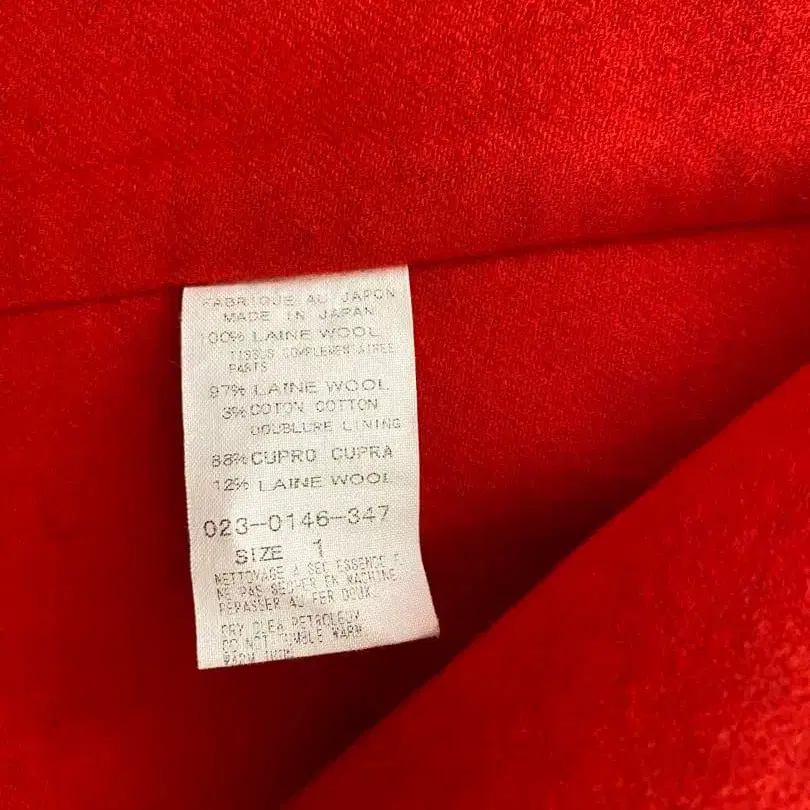 FABRIQUE AU JAPON
MADE IN JAPAN
100% LAINE WOOL
TISSUS COMPLEMENTAIRES
PARTS
97% LAINE WOOL
3% COTON COTTON
DOUBLURE LINING
88% CUPRO CUPRA
12% LAINE WOOL
023-0146-347
SIZE 1
NETTOYAGE A SEC ESSENCE
NE PAS SECHER EN MACHINE
REPASSER AU FER DOUX
DRY CLEA PETROLEUM
DO NOT TUMBLE WARM
WARM